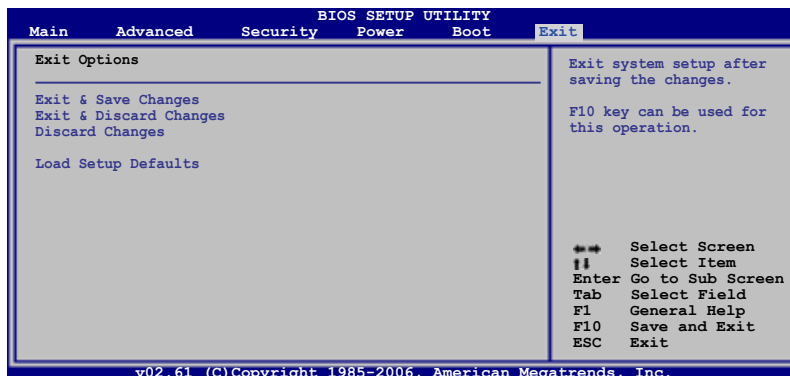 BIOS SETUP UTILITY
Main Advanced Security Power Boot Exit
Exit Options
Exit & Save Changes
Exit & Discard Changes
Discard Changes
Load Setup Defaults
Exit system setup after
saving the changes.
F10 key can be used for
this operation.
Select Screen
Select Item
Enter Go to Sub Screen
Tab Select Field
F1 General Help
F10 Save and Exit
ESC Exit
v02.61 (C)Copyright 1985-2006, American Megatrends, Inc.